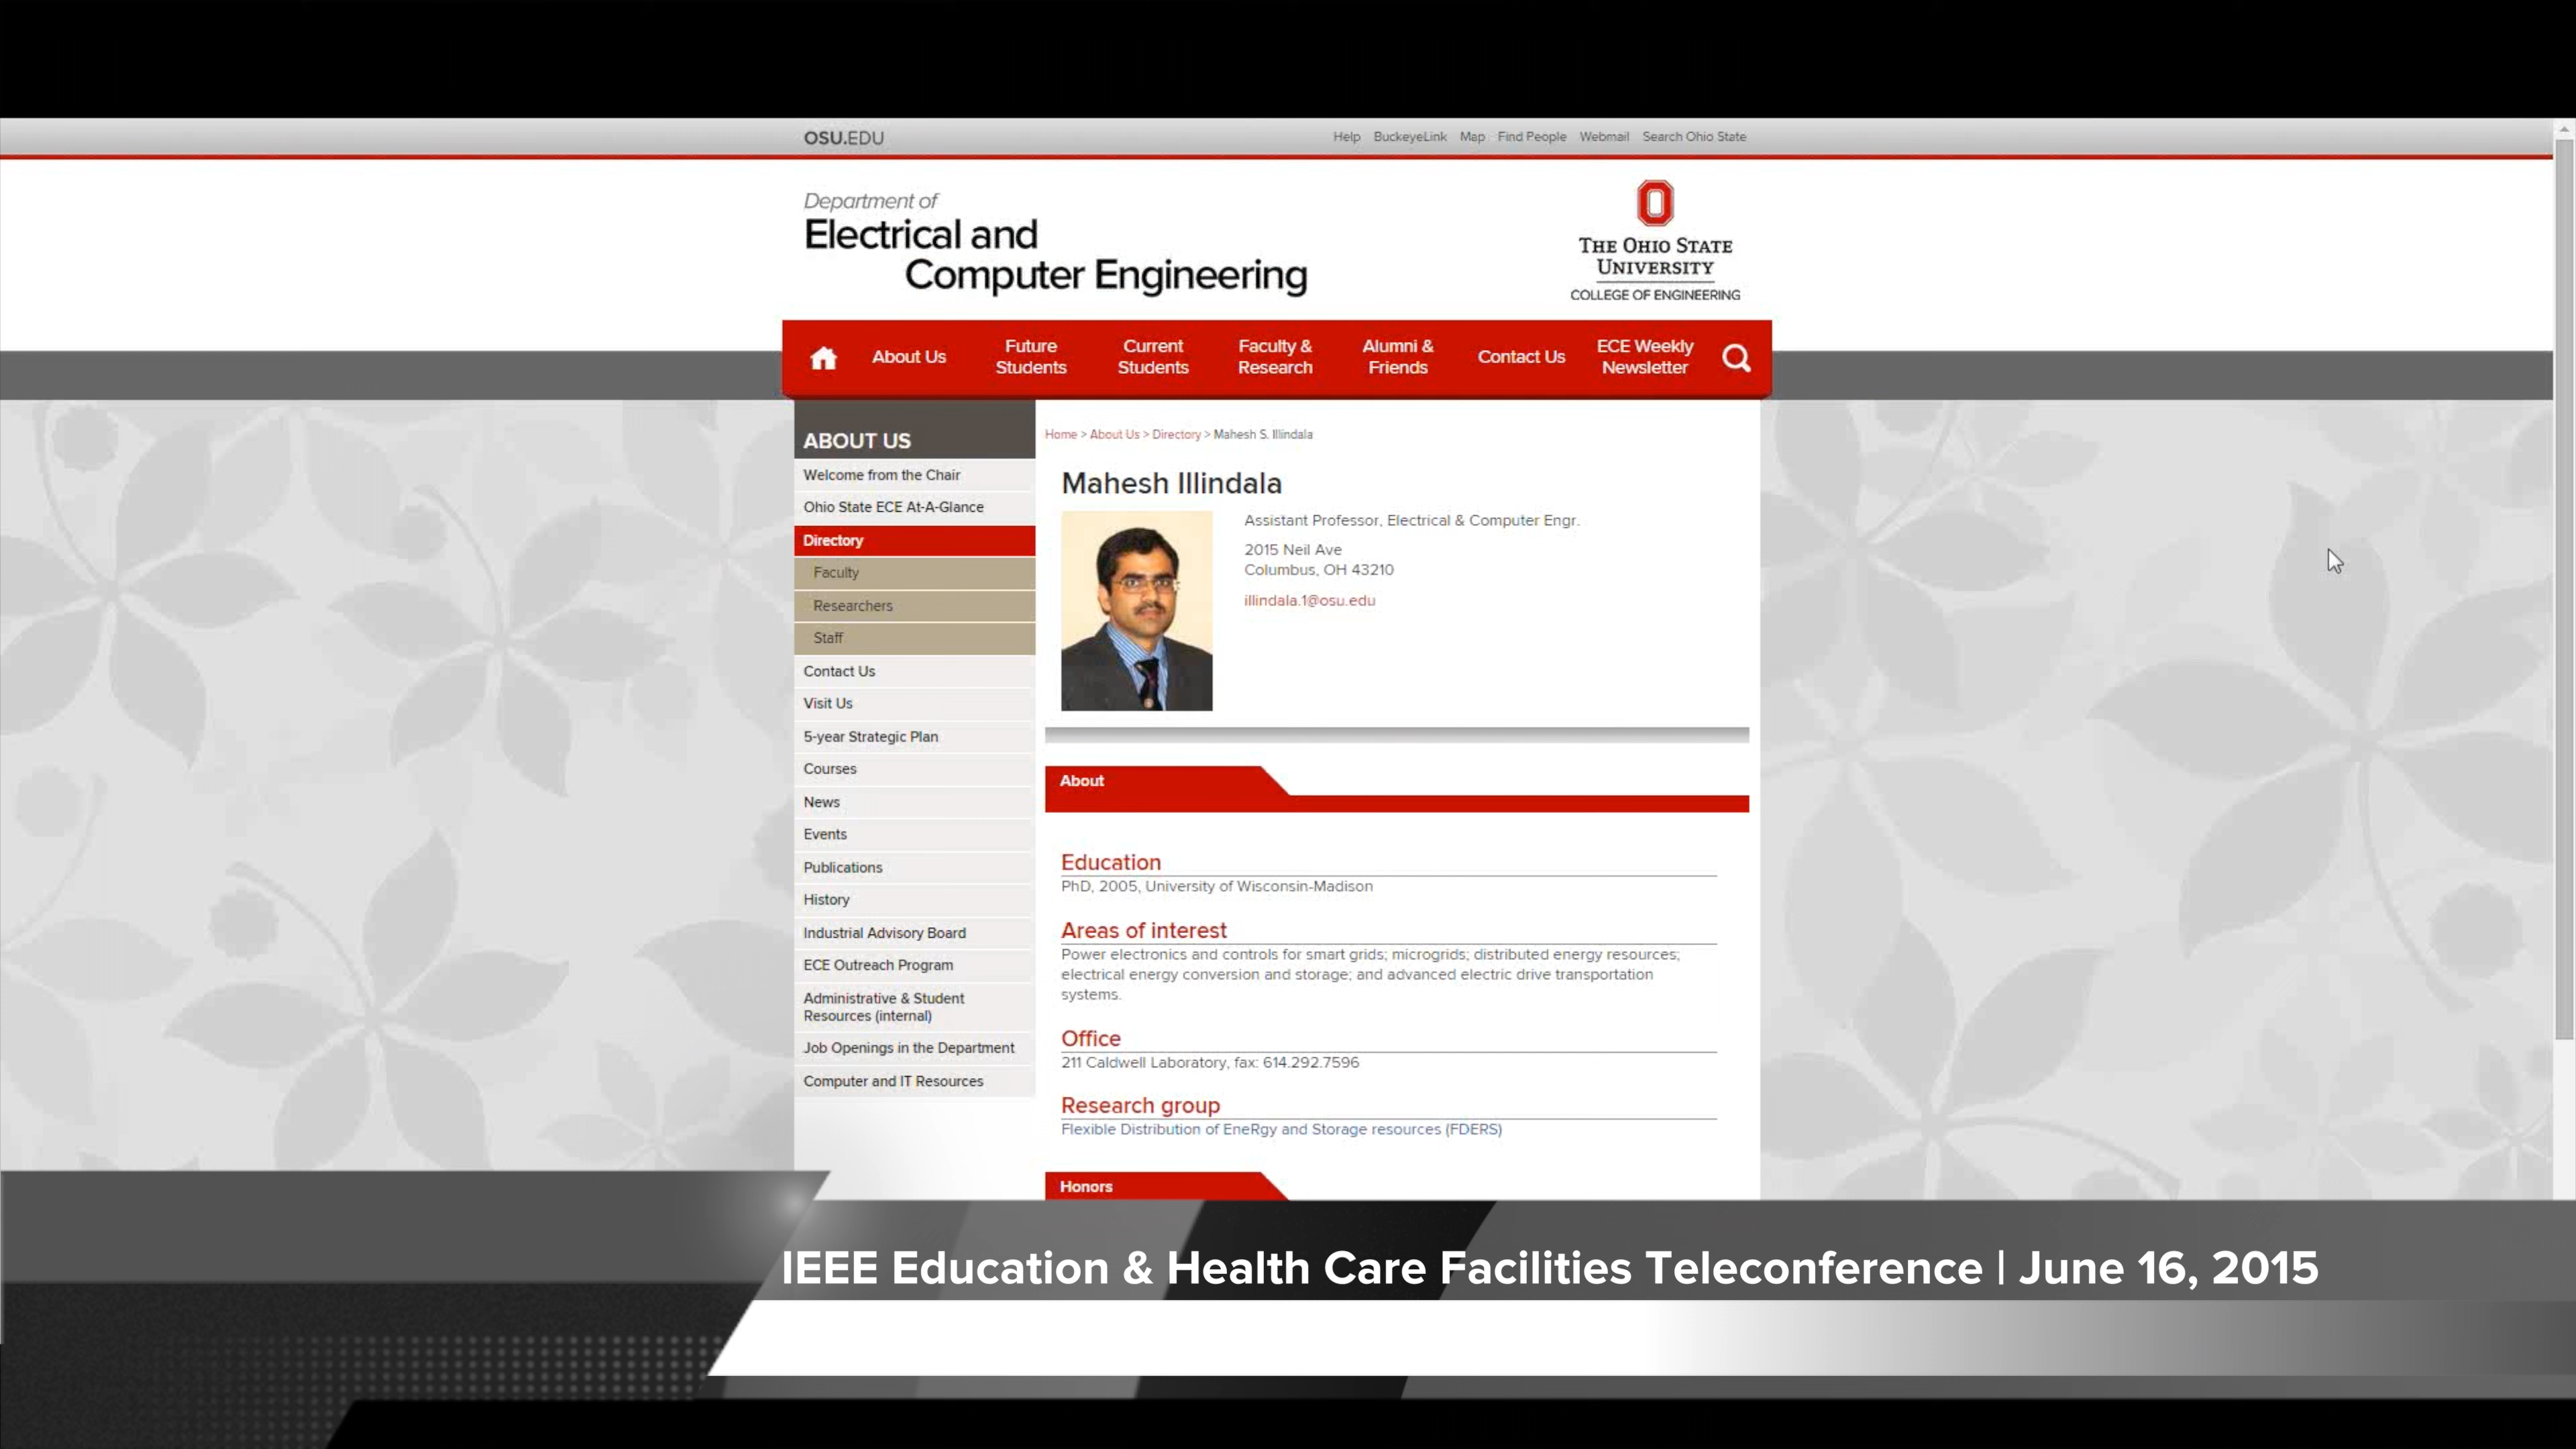 OSU.EDU
Help BuckeyeLink Map Find People Webmail Search Ohio State
Department of
Electrical and
Computer Engineering
THE OHIO STATE
UNIVERSITY
COLLEGE OF ENGINEERING
About Us
Future
Students
Current
Students
Faculty &
Research
Alumni &
Friends
Contact Us
ECE Weekly
Newsletter
ABOUT US
Welcome from the Chair
Ohio State ECE At-A-Glance
Directory
Faculty
Researchers
Staff
Contact Us
Visit Us
5-year Strategic Plan
Courses
News
Events
Publications
History
Industrial Advisory Board
ECE Outreach Program
Administrative & Student
Resources (internal)
Job Openings in the Department
Computer and IT Resources
Home > About Us > Directory > Mahesh S. Illindala
Mahesh Illindala
Assistant Professor, Electrical & Computer Engr.
2015 Neil Ave
Columbus, OH 43210
illindala.1@osu.edu
About
Education
PhD, 2005, University of Wisconsin-Madison
Areas of interest
Power electronics and controls for smart grids; microgrids; distributed energy resources;
electrical energy conversion and storage; and advanced electric drive transportation
systems.
Office
211 Caldwell Laboratory, fax: 614.292.7596
Research group
Flexible Distribution of EneRgy and Storage resources (FDERS)
Honors
IEEE Education & Health Care Facilities Teleconference | June 16, 2015